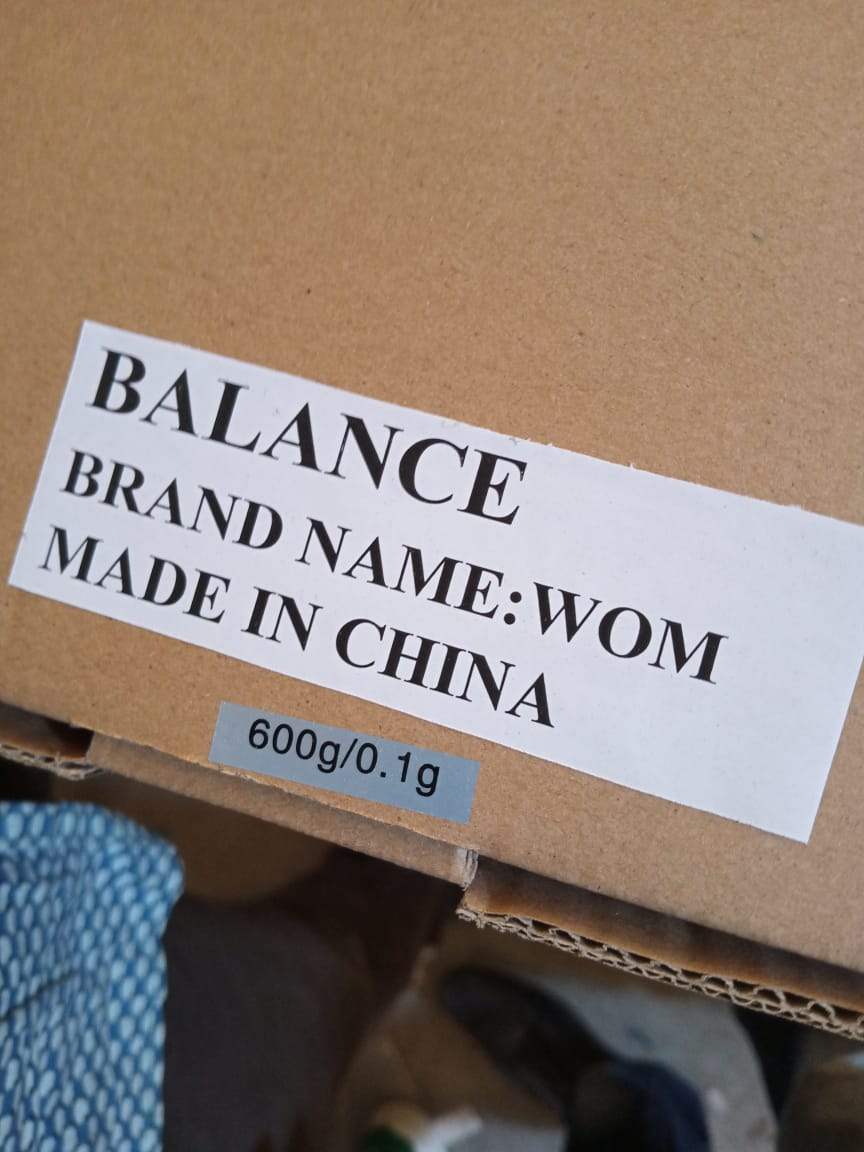 BALANCE
BRAND NAME:WOM
MADE IN CHINA
600g/0.1g